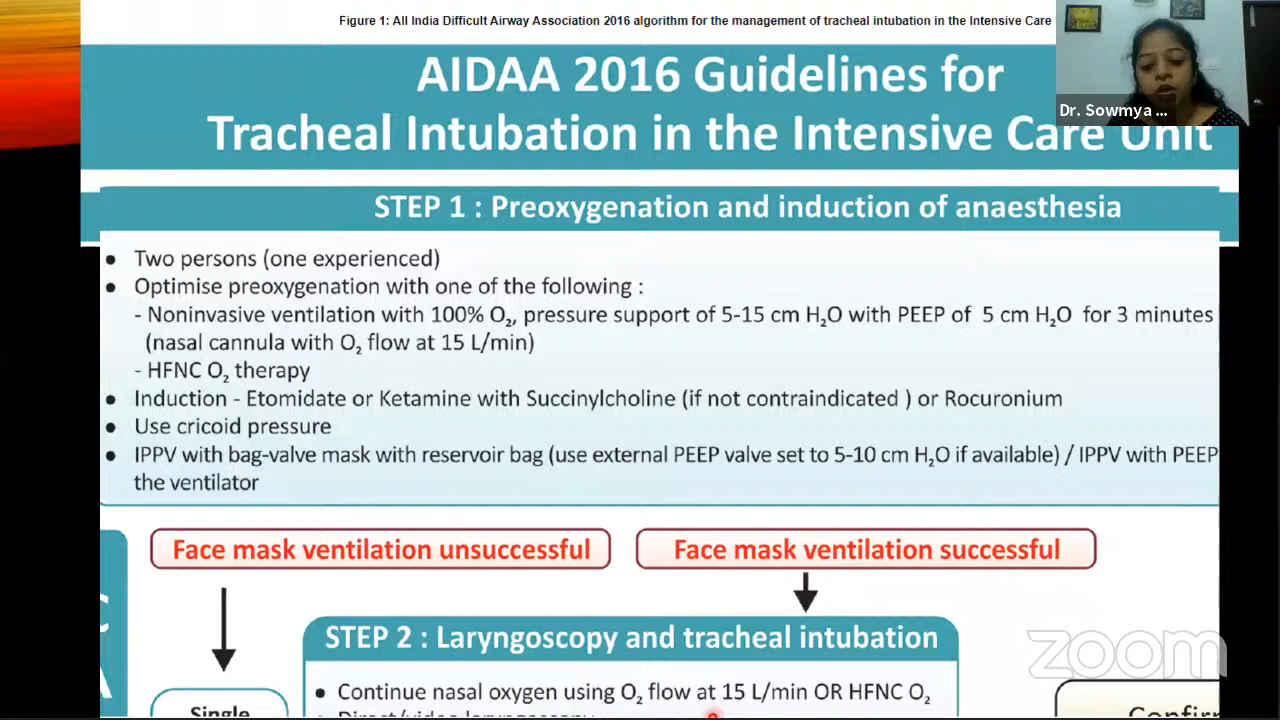 Figure 1: All India Difficult Airway Association 2016 algorithm for the management of tracheal intubation in the Intensive Care
AIDAA 2016 Guidelines for
Tracheal Intubation in the Intensive Care Unit
Dr. Sowmya ...
STEP 1 : Preoxygenation and induction of anaesthesia
● Two persons (one experienced)
● Optimise preoxygenation with one of the following :
- Noninvasive ventilation with 100% O₂, pressure support of 5-15 cm H₂O with PEEP of 5 cm H₂O for 3 minutes
(nasal cannula with O₂ flow at 15 L/min)
- HFNC O₂ therapy
● Induction - Etomidate or Ketamine with Succinylcholine (if not contraindicated ) or Rocuronium
● Use cricoid pressure
● IPPV with bag-valve mask with reservoir bag (use external PEEP valve set to 5-10 cm H₂O if available) / IPPV with PEEP
the ventilator
Face mask ventilation unsuccessful
Face mask ventilation successful
STEP 2 : Laryngoscopy and tracheal intubation
● Continue nasal oxygen using O₂ flow at 15 L/min OR HFNC O₂
Single
zoom